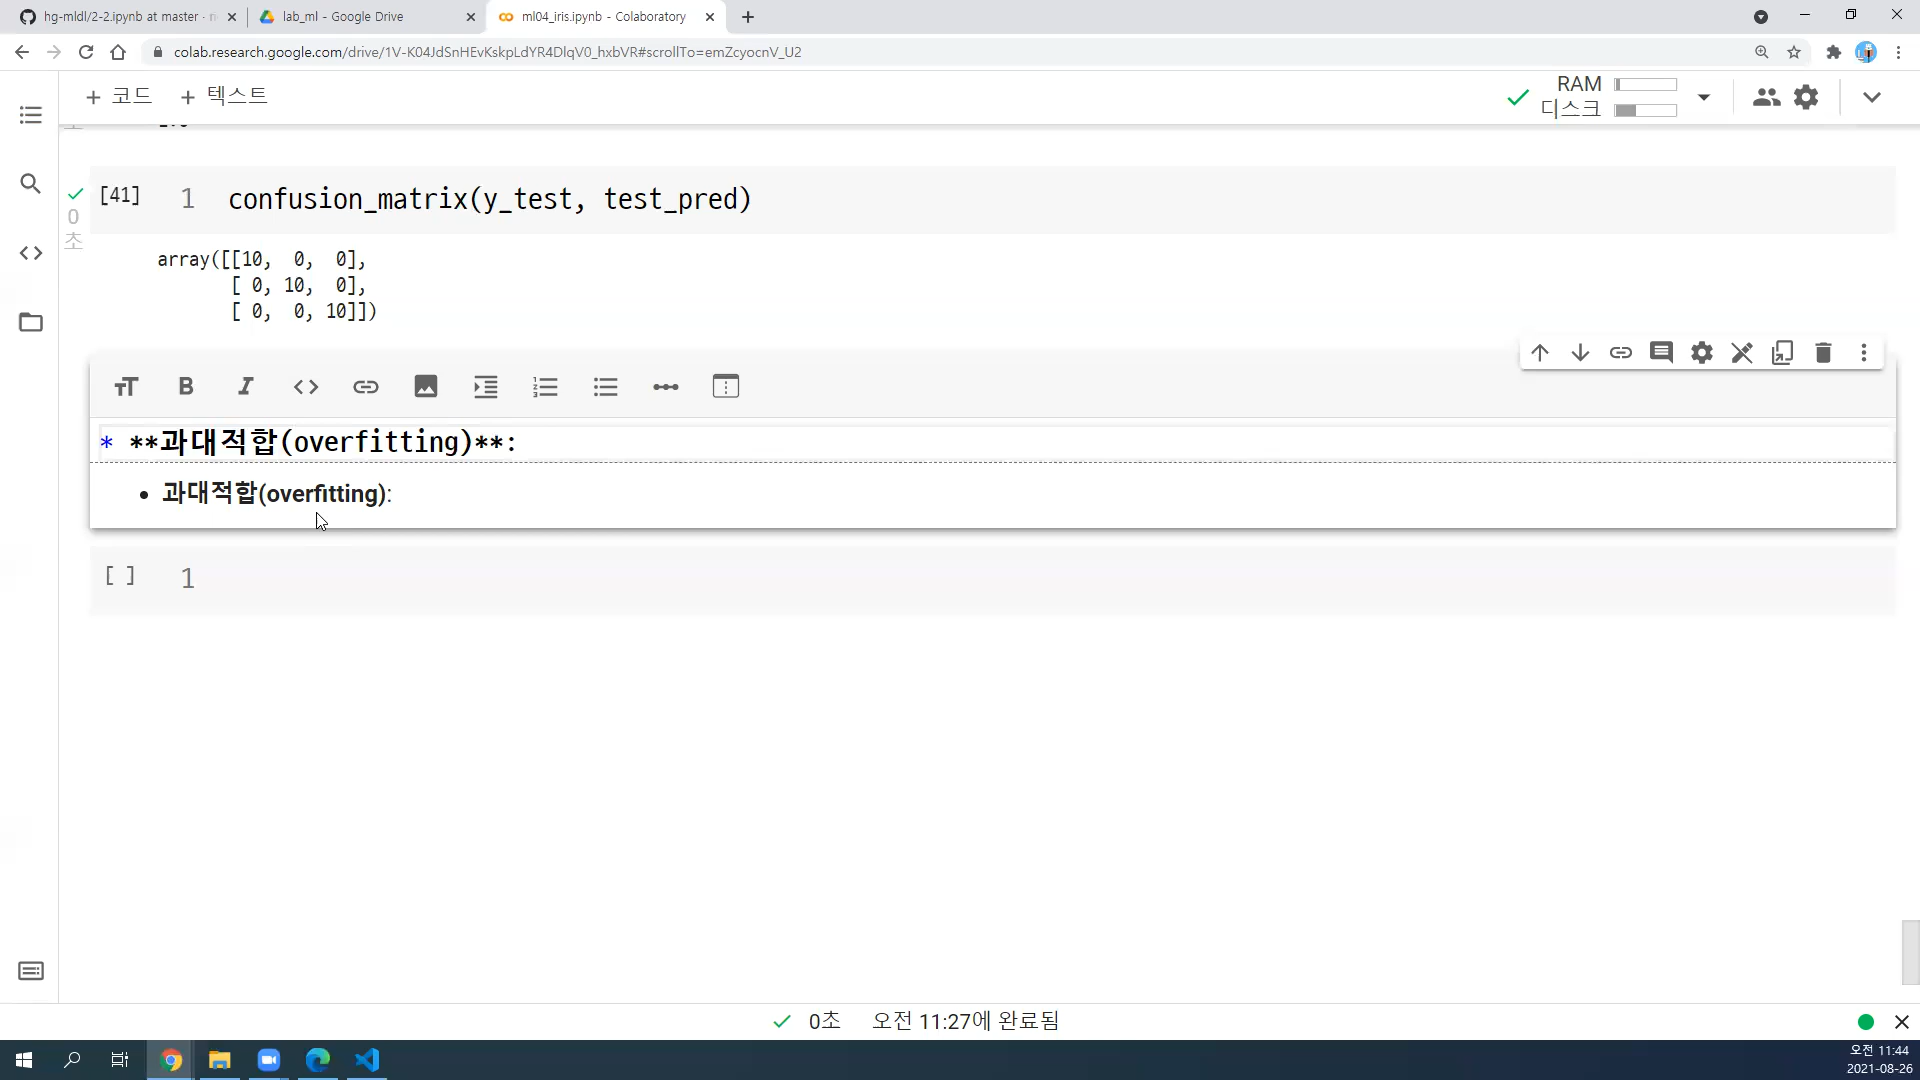 hg-mldl/2-2.ipynb at master · n
lab_ml - Google Drive
ml04_iris.ipynb - Colaboratory
colab.research.google.com/drive/1V-K04JdSnHEvKskpLdYR4DlqV0_hxbVR#scrollTo=emZcyocnV_U2
+ 코드 + 텍스트
RAM
디스크
[41] 1 confusion_matrix(y_test, test_pred)
0
초
array([[10, 0, 0],
[ 0, 10, 0],
[ 0, 0, 10]])
* **과대적합(overfitting)**:
• 과대적합(overfitting):
[ ] 1
0초 오전 11:27에 완료됨
오전 11:44
2021-08-26